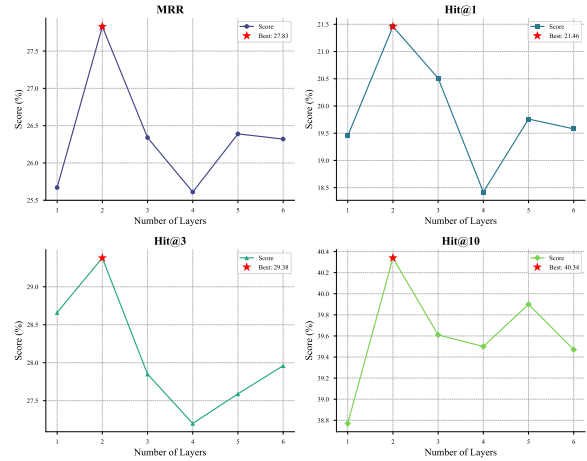 MRR
Score
Best: 27.83
Score (%)
27.5
27.0
26.5
26.0
25.5
1 2 3 4 5 6
Number of Layers
Hit@1
Score
Best: 21.46
Score (%)
21.5
21.0
20.5
20.0
19.5
19.0
18.5
1 2 3 4 5 6
Number of Layers
Hit@3
Score
Best: 29.38
Score (%)
29.0
28.5
28.0
27.5
1 2 3 4 5 6
Number of Layers
Hit@10
Score
Best: 40.34
Score (%)
40.4
40.2
40.0
39.8
39.6
39.4
39.2
39.0
38.8
1 2 3 4 5 6
Number of Layers